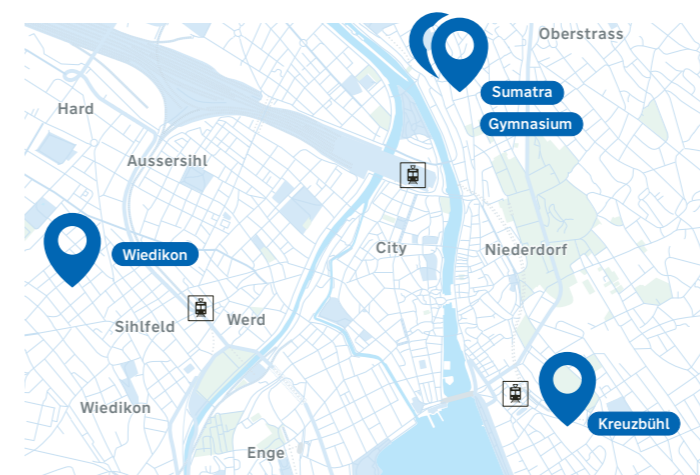 Oberstrass
Sumatra
Gymnasium
Hard
Aussersihl
City
Niederdorf
Wiedikon
Sihlfeld
Werd
Wiedikon
Kreuzbühl
Enge